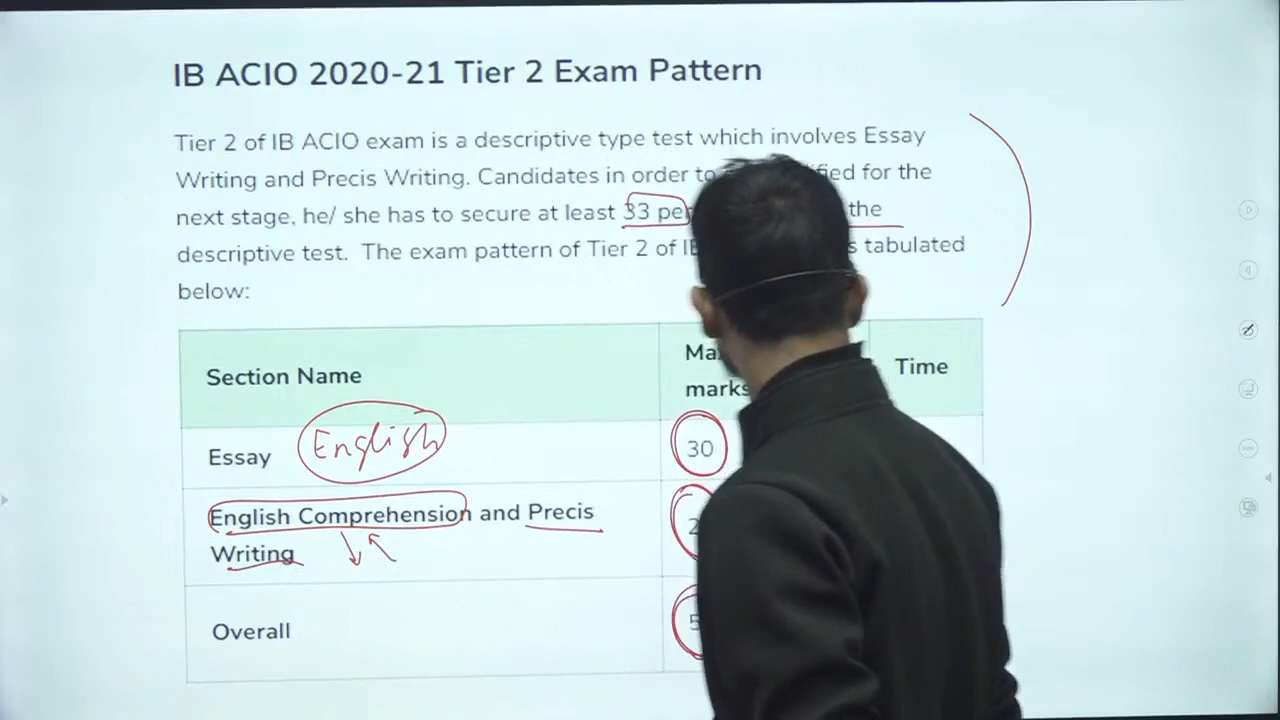 IB ACIO 2020-21 Tier 2 Exam Pattern
Tier 2 of IB ACIO exam is a descriptive type test which involves Essay
Writing and Precis Writing. Candidates in order to for the
next stage, he/ she has to secure at least 33 the
descriptive test. The exam pattern of Tier 2 of tabulated
below:
Section Name marks Time
Essay English 30
English Comprehension and Precis
Writing
Overall